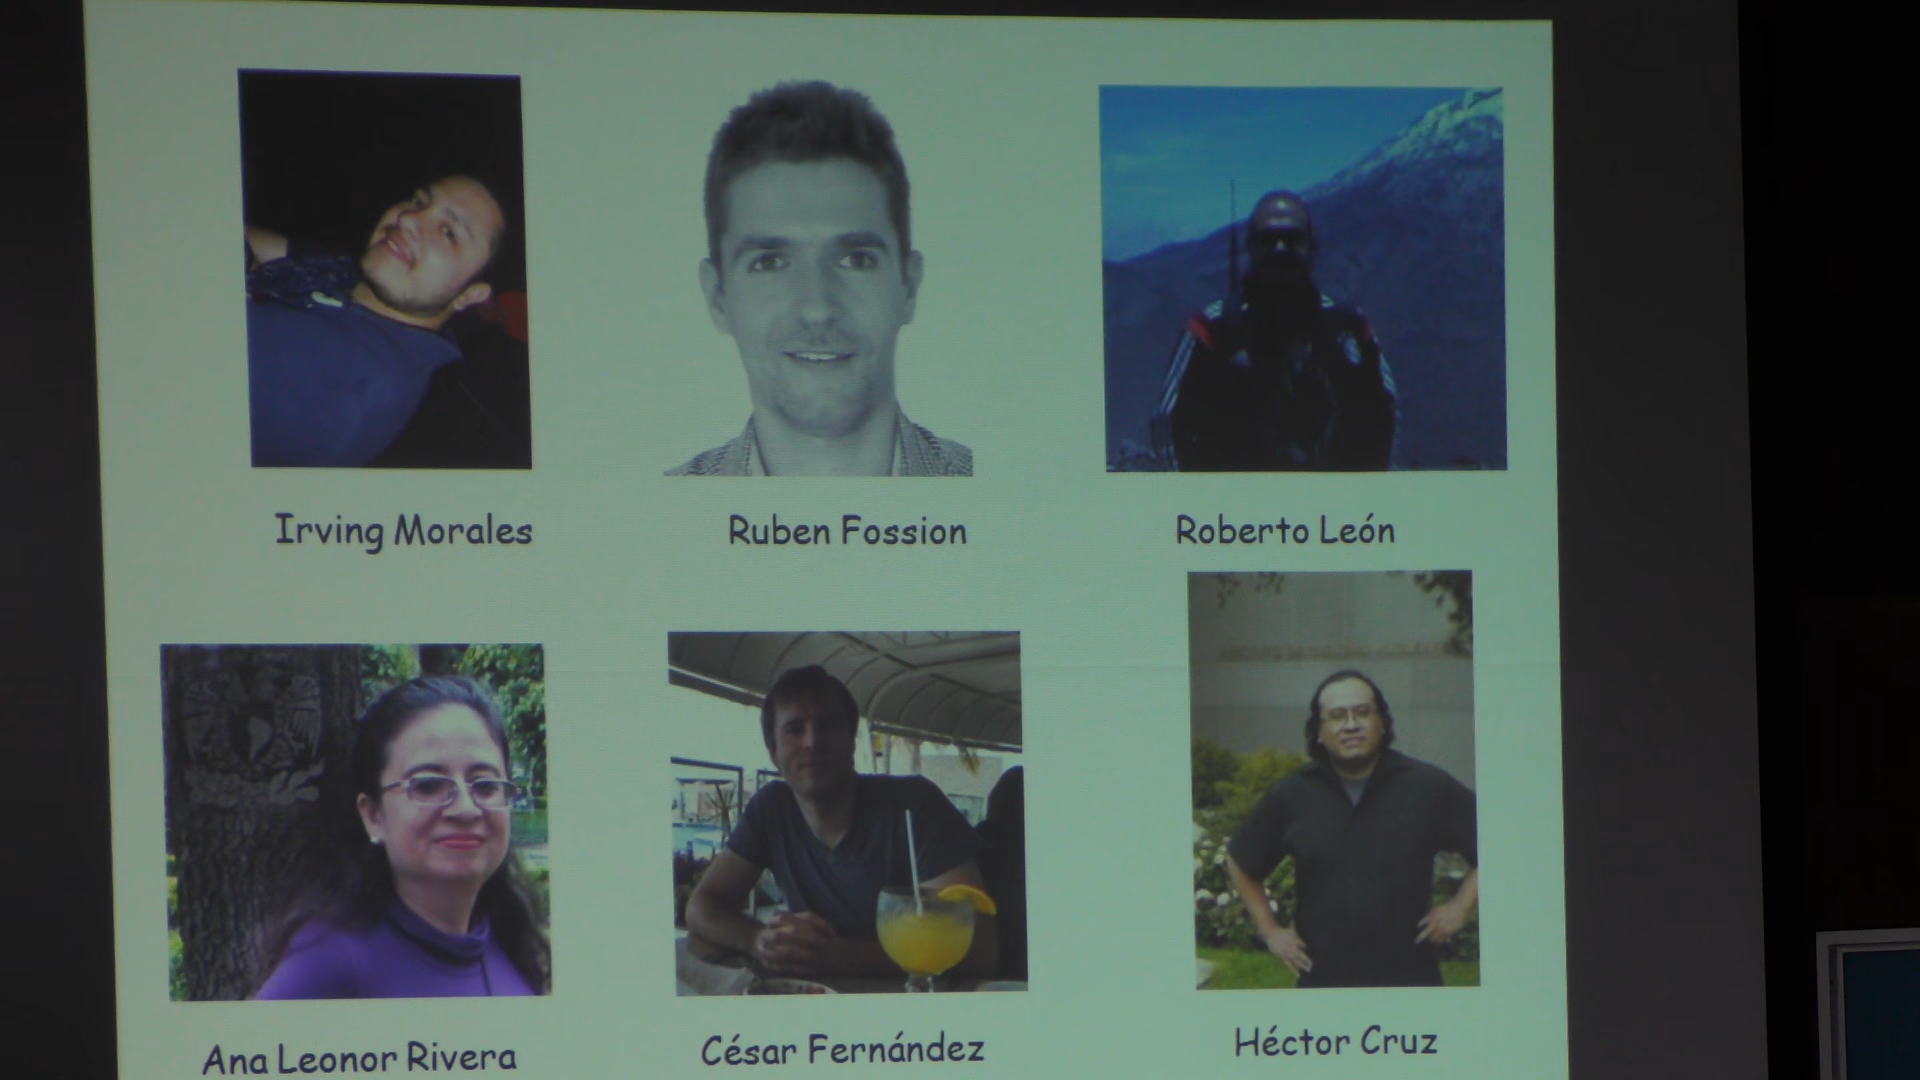 Irving Morales
Ruben Fossion
Roberto León
Ana Leonor Rivera
César Fernández
Héctor Cruz